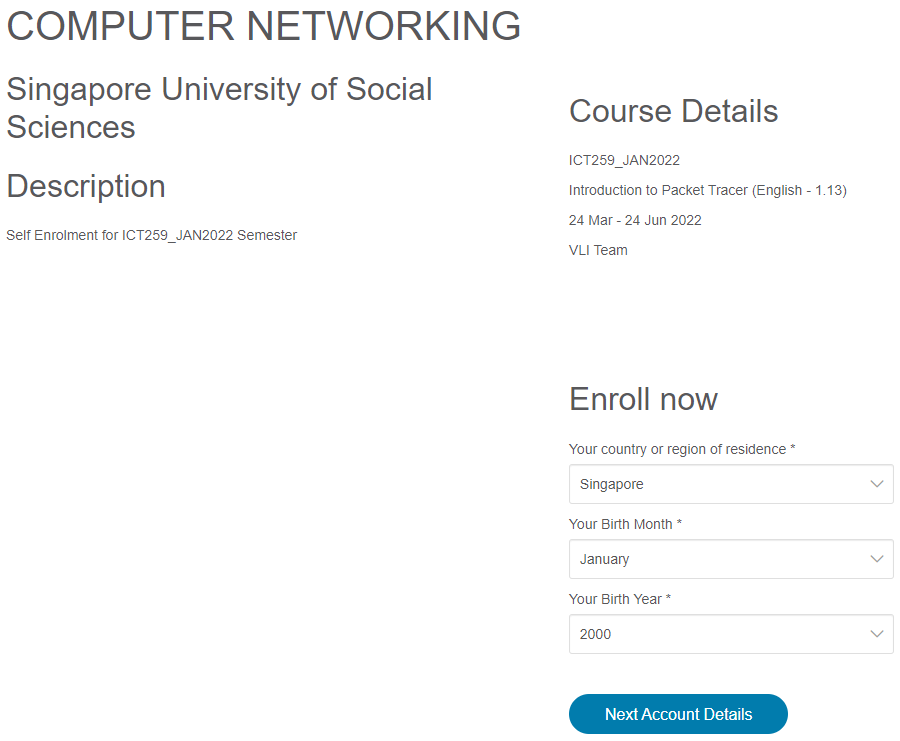 COMPUTER NETWORKING
Singapore University of Social
Sciences
Description
Self Enrolment for ICT259_JAN2022 Semester
Course Details
ICT259_JAN2022
Introduction to Packet Tracer (English - 1.13)
24 Mar - 24 Jun 2022
VLI Team
Enroll now
Your country or region of residence *
Singapore
Your Birth Month *
January
Your Birth Year *
2000
Next Account Details